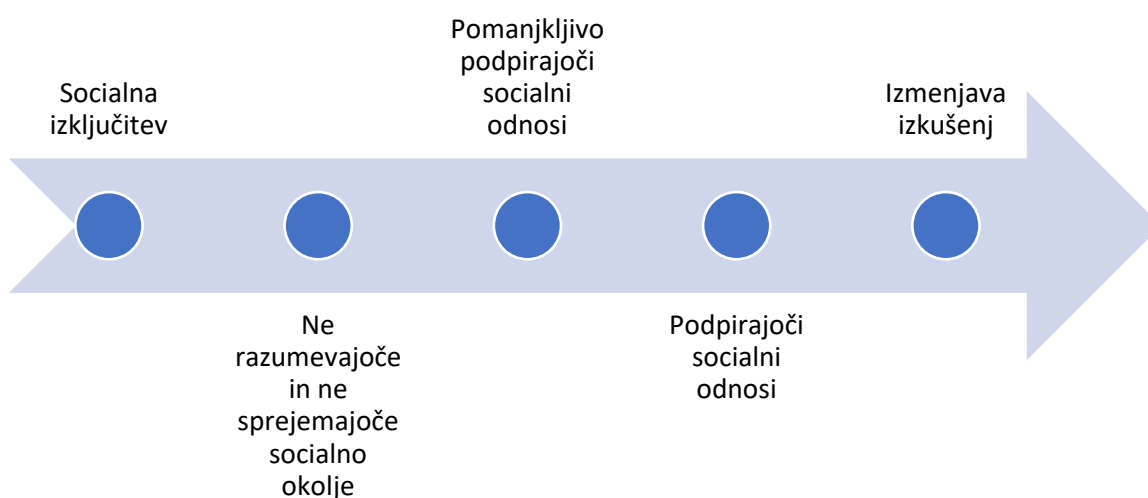 Socialna
izključitev
Ne
razumevajoče
in ne
sprejemajoče
socialno
okolje
Pomanjkljivo
podpirajoči
socialni
odnosi
Podpirajoči
socialni
odnosi
Izmenjava
izkušenj